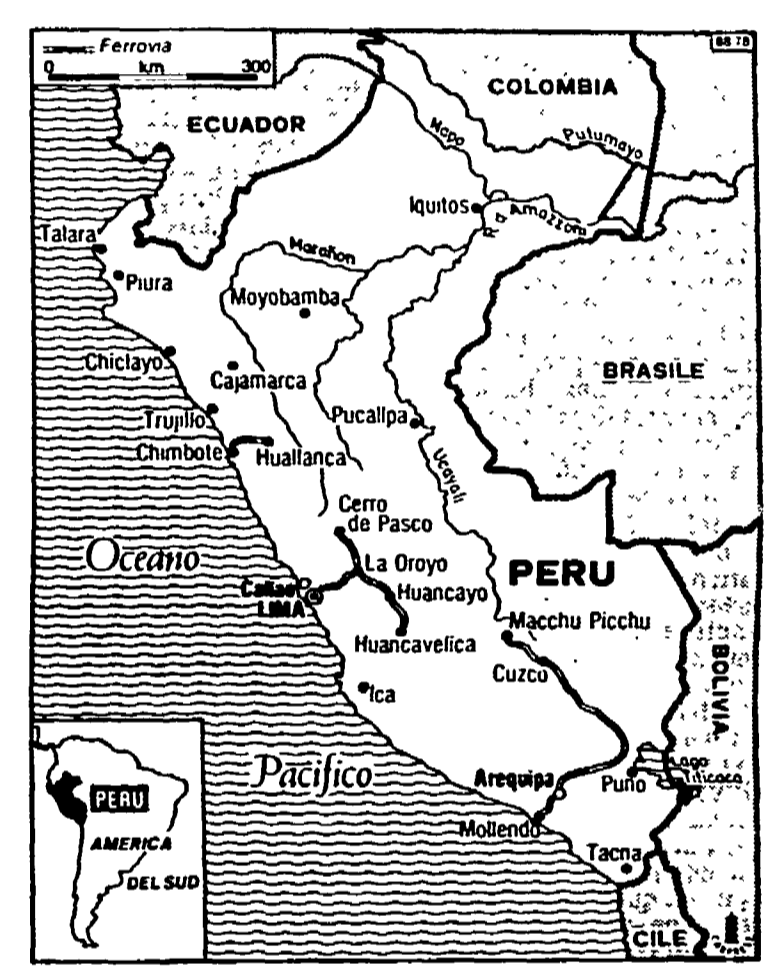 Ferrovia
0 km 300
68 78
COLOMBIA
ECUADOR
Napo
Putumayo
Iquitos
Rio Amazzoni
Talara
Marañon
Piura
Moyobamba
Chiclayo
Cajamarca
BRASILE
Trujillo
Pucallpa
Chimbote
Huallanca
Ucayali
Cerro
de Pasco
Oceano
La Oroyo
PERU
Callao
LIMA
Huancayo
Macchu Picchu
Huancavelica
Cuzco
BOLIVIA
Ica
Pacifico
Lago
Titicaca
Arequipa
Puno
PERU
Mollendo
AMERICA
DEL SUD
Tacna
CILE